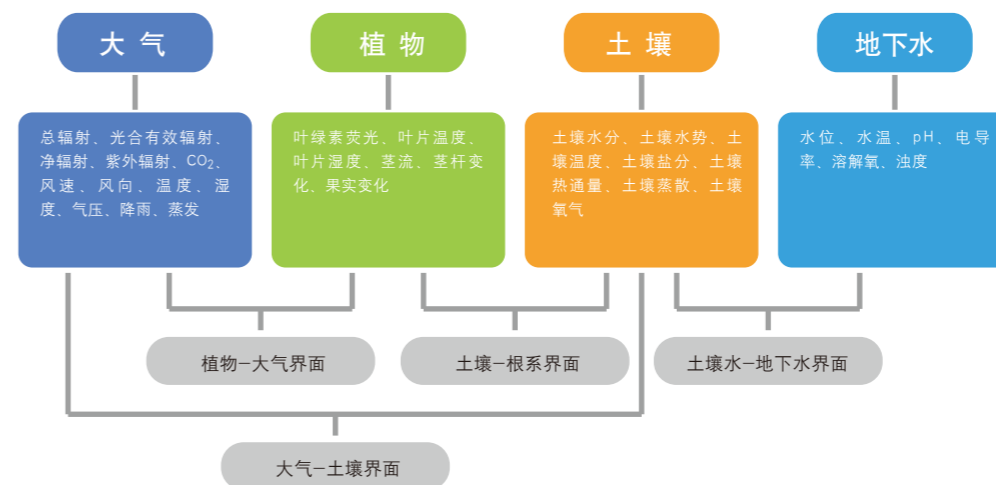 大气
植物
土壤
地下水
总辐射、光合有效辐射、
净辐射、紫外辐射、CO₂、
风速、风向、温度、湿
度、气压、降雨、蒸发
叶绿素荧光、叶片温度、
叶片湿度、茎流、茎杆变
化、果实变化
土壤水分、土壤水势、土
壤温度、土壤盐分、土壤
热通量、土壤蒸散、土壤
氧气
水位、水温、pH、电导
率、溶解氧、浊度
植物–大气界面
土壤–根系界面
土壤水–地下水界面
大气–土壤界面